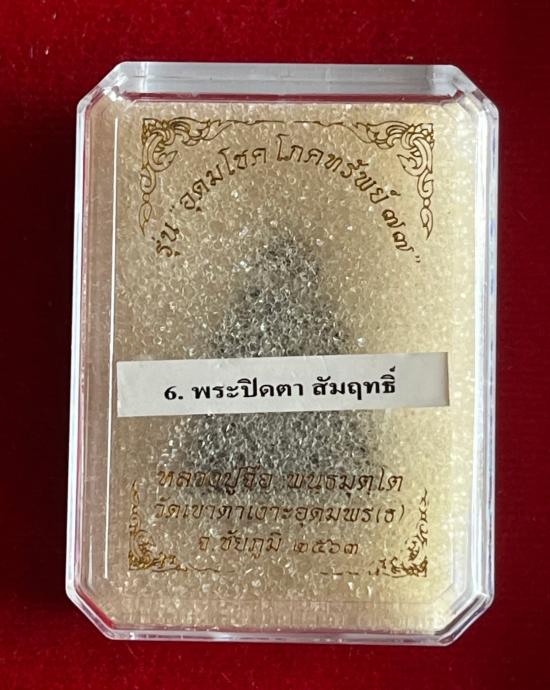 รุ่น "อุดมโชค โภคทรัพย์ ๗๗"
6. พระปิดตา สัมฤทธิ์
หลวงปู่จื่อ พนฺธมุตฺโต
วัดเขาตาเงาะอุดมพร(ธ)
จ.ชัยภูมิ ๒๕๖๓